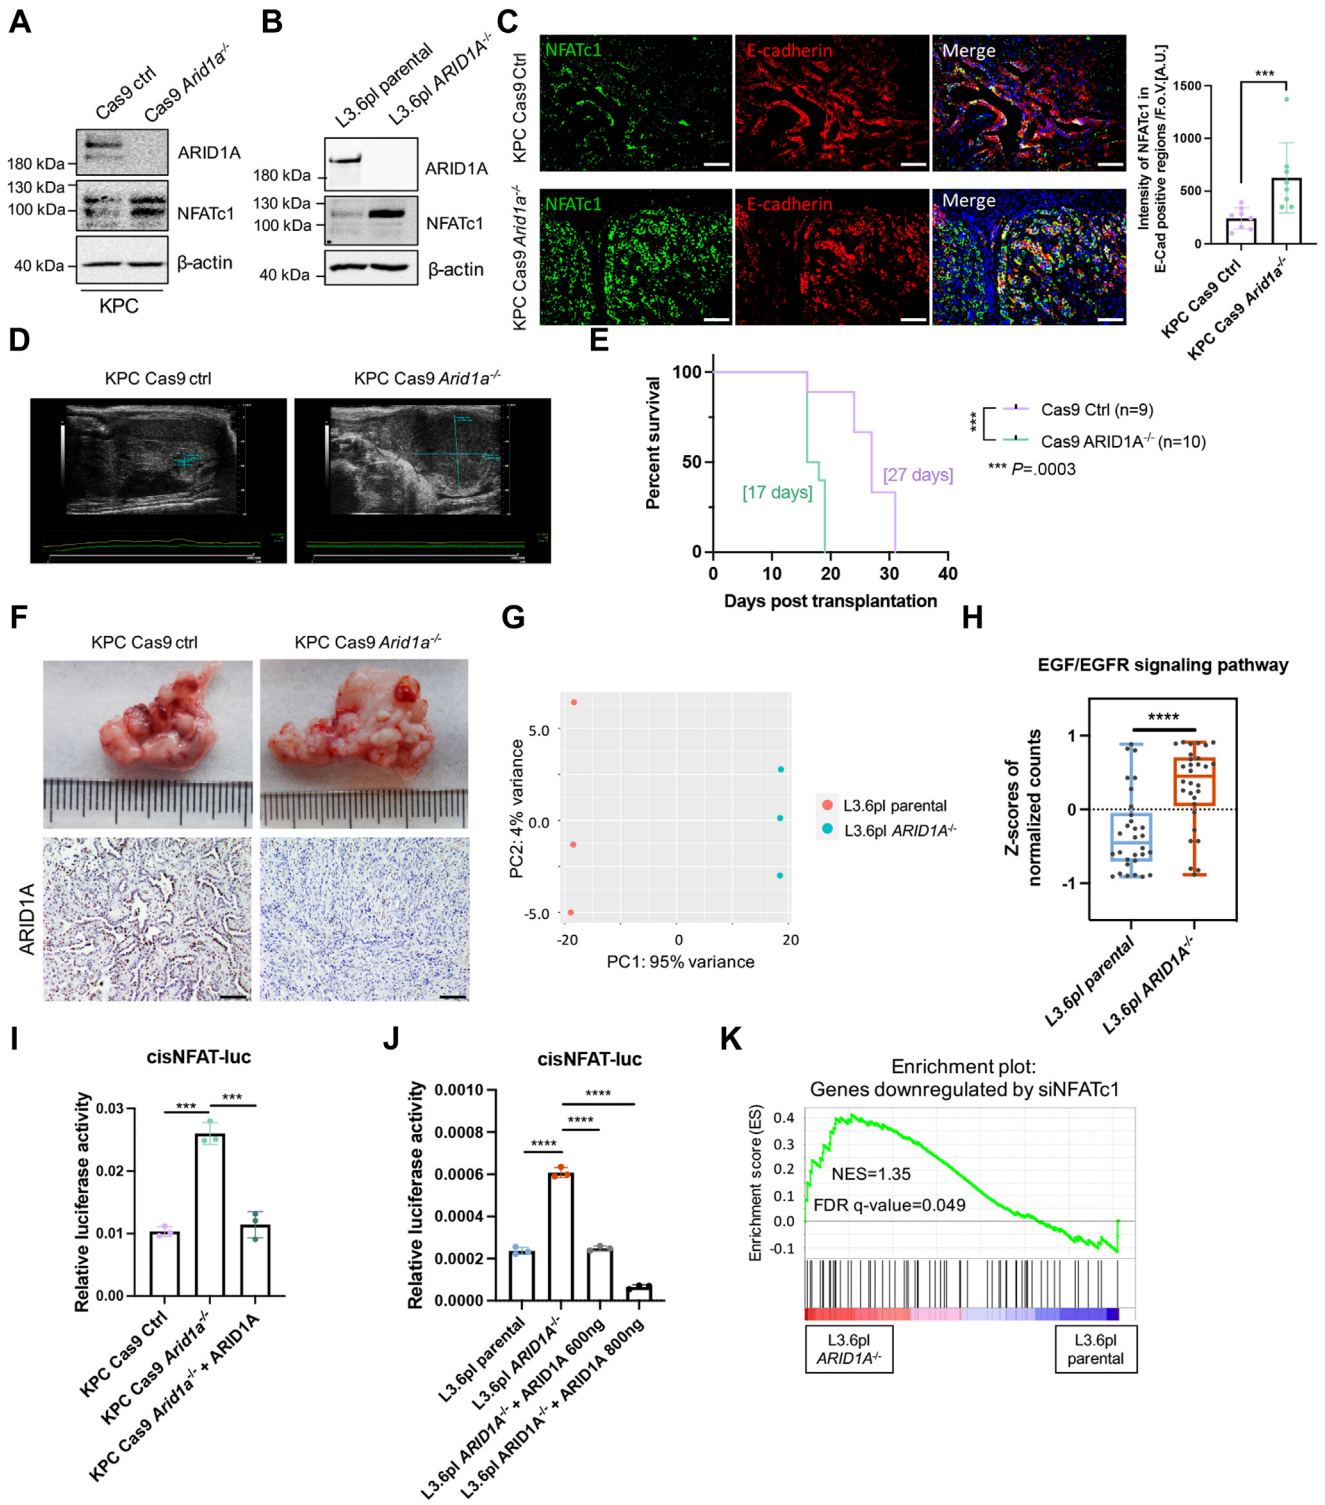 A
Cas9 ctrl
Cas9 Arid1a-/-
180 kDa
ARID1A
130 kDa
100 kDa
NFATc1
40 kDa
β-actin
KPC
B
L3.6pl parental
L3.6pl ARID1A-/-
180 kDa
ARID1A
130 kDa
100 kDa
NFATc1
40 kDa
β-actin
C
KPC Cas9 Ctrl
NFATc1
E-cadherin
Merge
KPC Cas9 Arid1a-/-
NFATc1
E-cadherin
Merge
Intensity of NFATc1 in
E-Cad positive regions /F.o.V.[A.U.]
1500
1000
500
0
***
KPC Cas9 Ctrl
KPC Cas9 Arid1a-/-
D
KPC Cas9 ctrl
KPC Cas9 Arid1a-/-
E
Percent survival
100
50
0
[17 days]
[27 days]
0
10
20
30
40
Days post transplantation
***
Cas9 Ctrl (n=9)
Cas9 ARID1A-/- (n=10)
*** P=.0003
F
KPC Cas9 ctrl
KPC Cas9 Arid1a-/-
ARID1A
G
PC2: 4% variance
5.0
0.0
-5.0
-20
0
20
PC1: 95% variance
L3.6pl parental
L3.6pl ARID1A-/-
H
EGF/EGFR signaling pathway
Z-scores of
normalized counts
1
0
-1
****
L3.6pl parental
L3.6pl ARID1A-/-
I
cisNFAT-luc
Relative luciferase activity
0.03
0.02
0.01
0.00
***
***
KPC Cas9 Ctrl
KPC Cas9 Arid1a-/-
KPC Cas9 Arid1a-/- + ARID1A
J
cisNFAT-luc
Relative luciferase activity
0.0010
0.0008
0.0006
0.0004
0.0002
0.0000
****
****
****
L3.6pl parental
L3.6pl ARID1A-/-
L3.6pl ARID1A-/- + ARID1A 600ng
L3.6pl ARID1A-/- + ARID1A 800ng
K
Enrichment plot:
Genes downregulated by siNFATc1
Enrichment score (ES)
0.4
0.3
0.2
0.1
0.0
-0.1
NES=1.35
FDR q-value=0.049
L3.6pl
ARID1A-/-
L3.6pl
parental